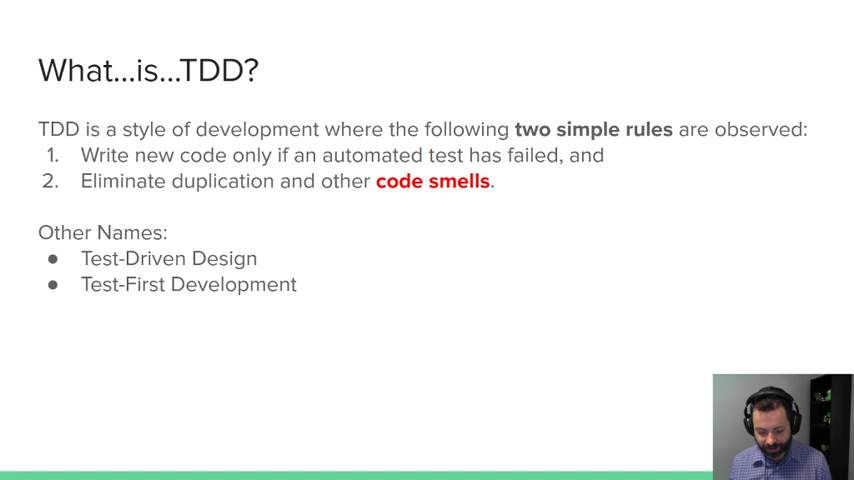 What...is...TDD?
TDD is a style of development where the following two simple rules are observed:
1. Write new code only if an automated test has failed, and
2. Eliminate duplication and other code smells.
Other Names:
● Test-Driven Design
● Test-First Development